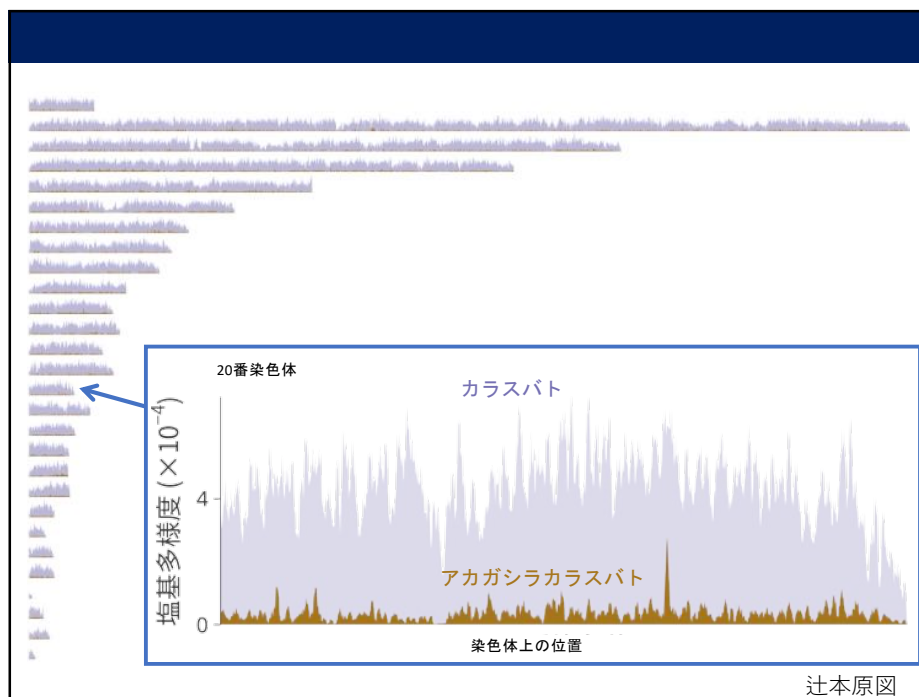 20番染色体
カラスバト
塩基多様度 (×10⁻⁴)
4
アカガシラカラスバト
0
染色体上の位置
辻本原図